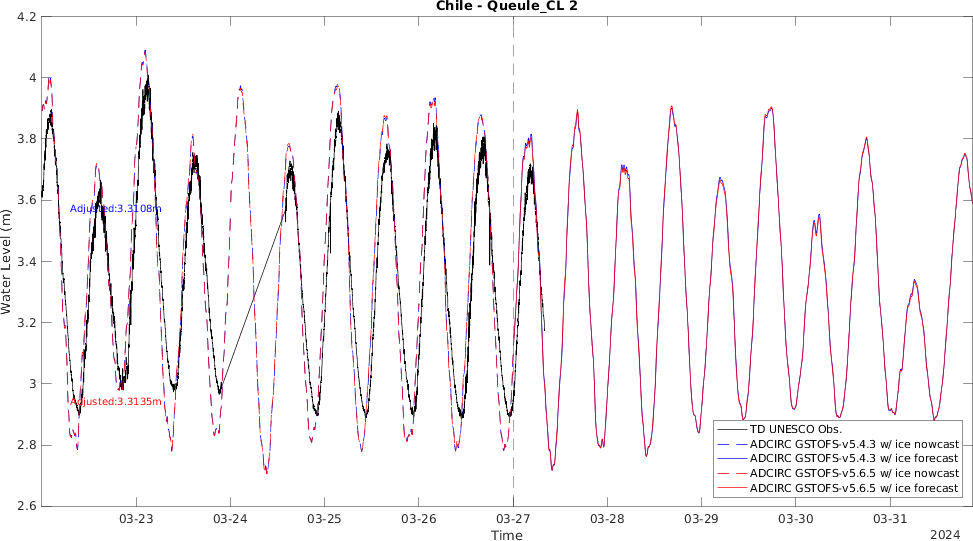 Chile - Queule_CL 2
4.2
4
3.8
3.6
3.4
3.2
3
2.8
2.6
Water Level (m)
Adjusted:3.3108m
Adjusted:3.3135m
TD UNESCO Obs.
ADCIRC GSTOFS-v5.4.3 w/ ice nowcast
ADCIRC GSTOFS-v5.4.3 w/ ice forecast
ADCIRC GSTOFS-v5.6.5 w/ ice nowcast
ADCIRC GSTOFS-v5.6.5 w/ ice forecast
03-23 03-24 03-25 03-26 03-27 03-28 03-29 03-30 03-31
Time
2024